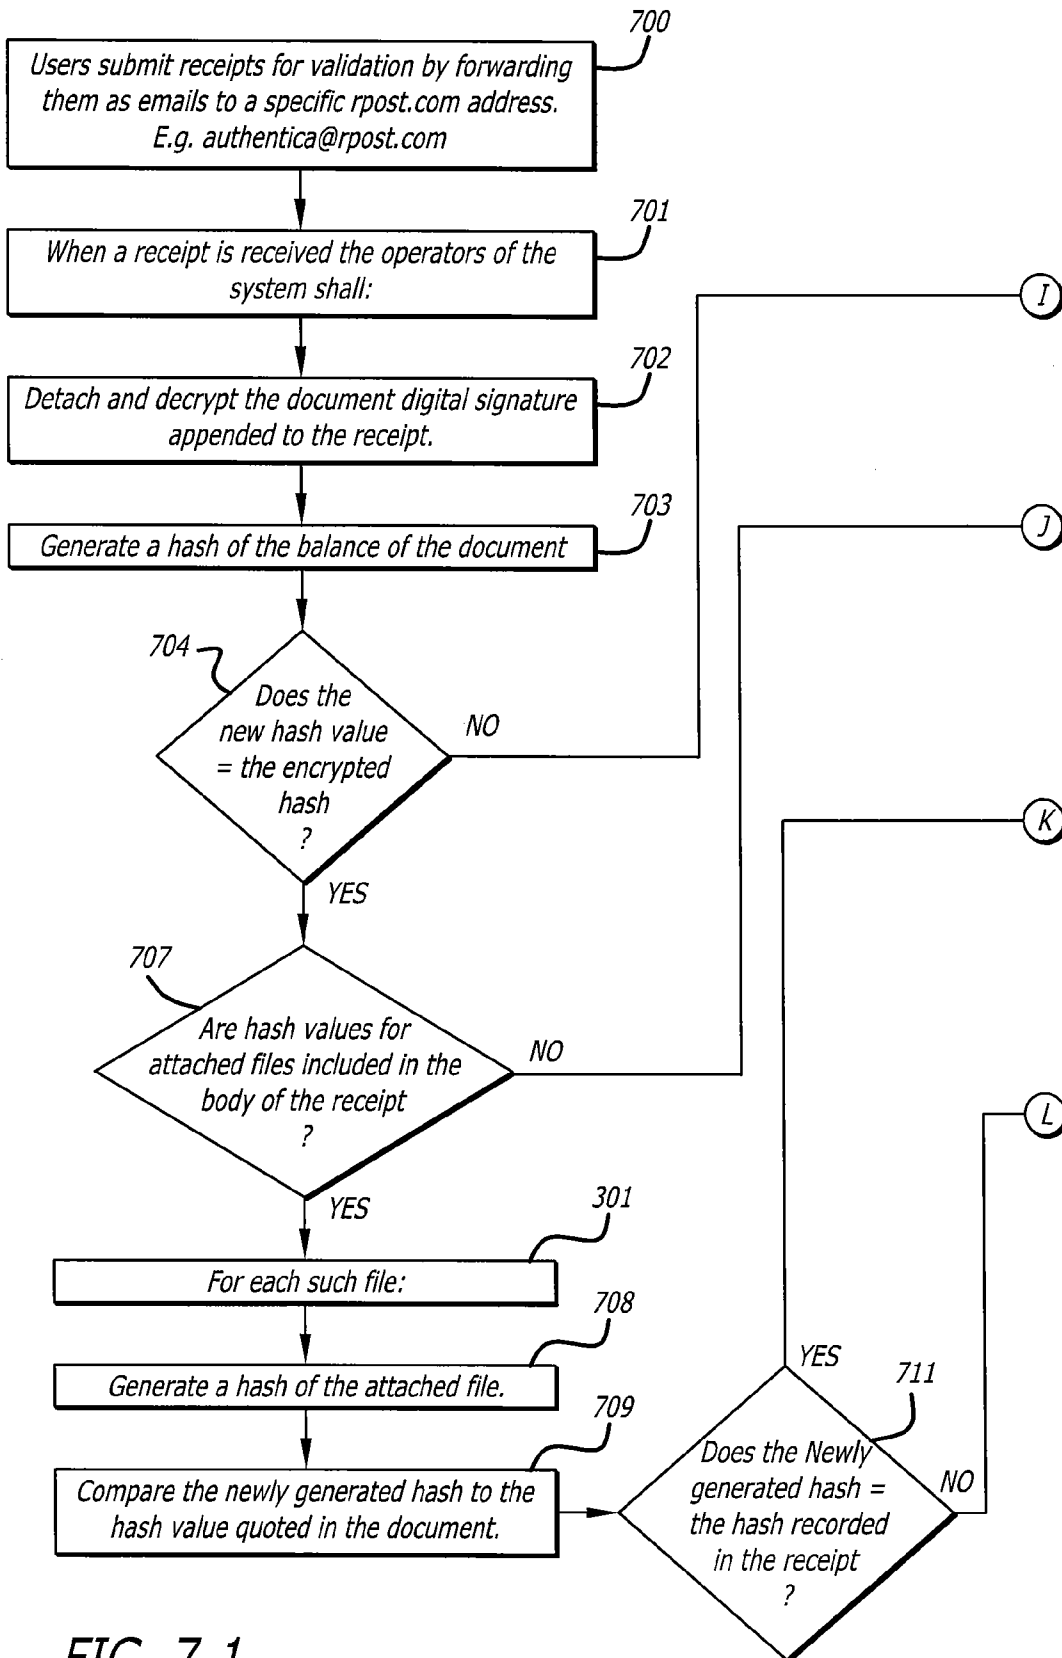 700
Users submit receipts for validation by forwarding
them as emails to a specific rpost.com address.
E.g. authentica@rpost.com
701
When a receipt is received the operators of the
system shall:
I
702
Detach and decrypt the document digital signature
appended to the receipt.
703
Generate a hash of the balance of the document
J
704
Does the
new hash value
= the encrypted
hash
?
NO
YES
K
707
Are hash values for
attached files included in the
body of the receipt
?
NO
YES
L
301
For each such file:
708
Generate a hash of the attached file.
709
Compare the newly generated hash to the
hash value quoted in the document.
YES
711
Does the Newly
generated hash =
the hash recorded
in the receipt
?
NO
FIG. 7-1